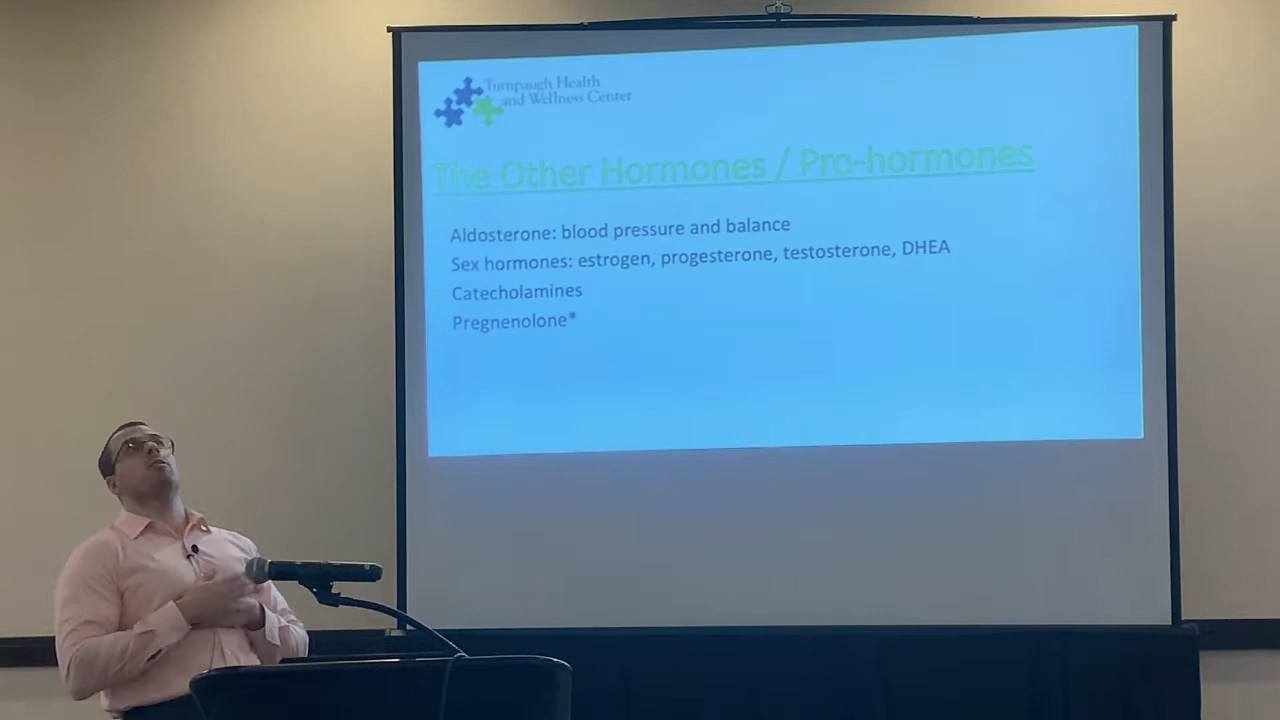 Turnpaugh Health
and Wellness Center
The Other Hormones / Pro-hormones
Aldosterone: blood pressure and balance
Sex hormones: estrogen, progesterone, testosterone, DHEA
Catecholamines
Pregnenolone*